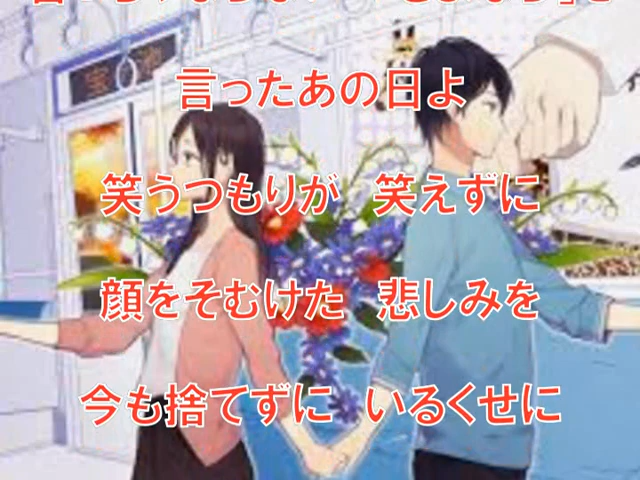 言った あの日よ
笑うつもりが 笑えずに
顔をそむけた 悲しみを
今も捨てずに いるくせに